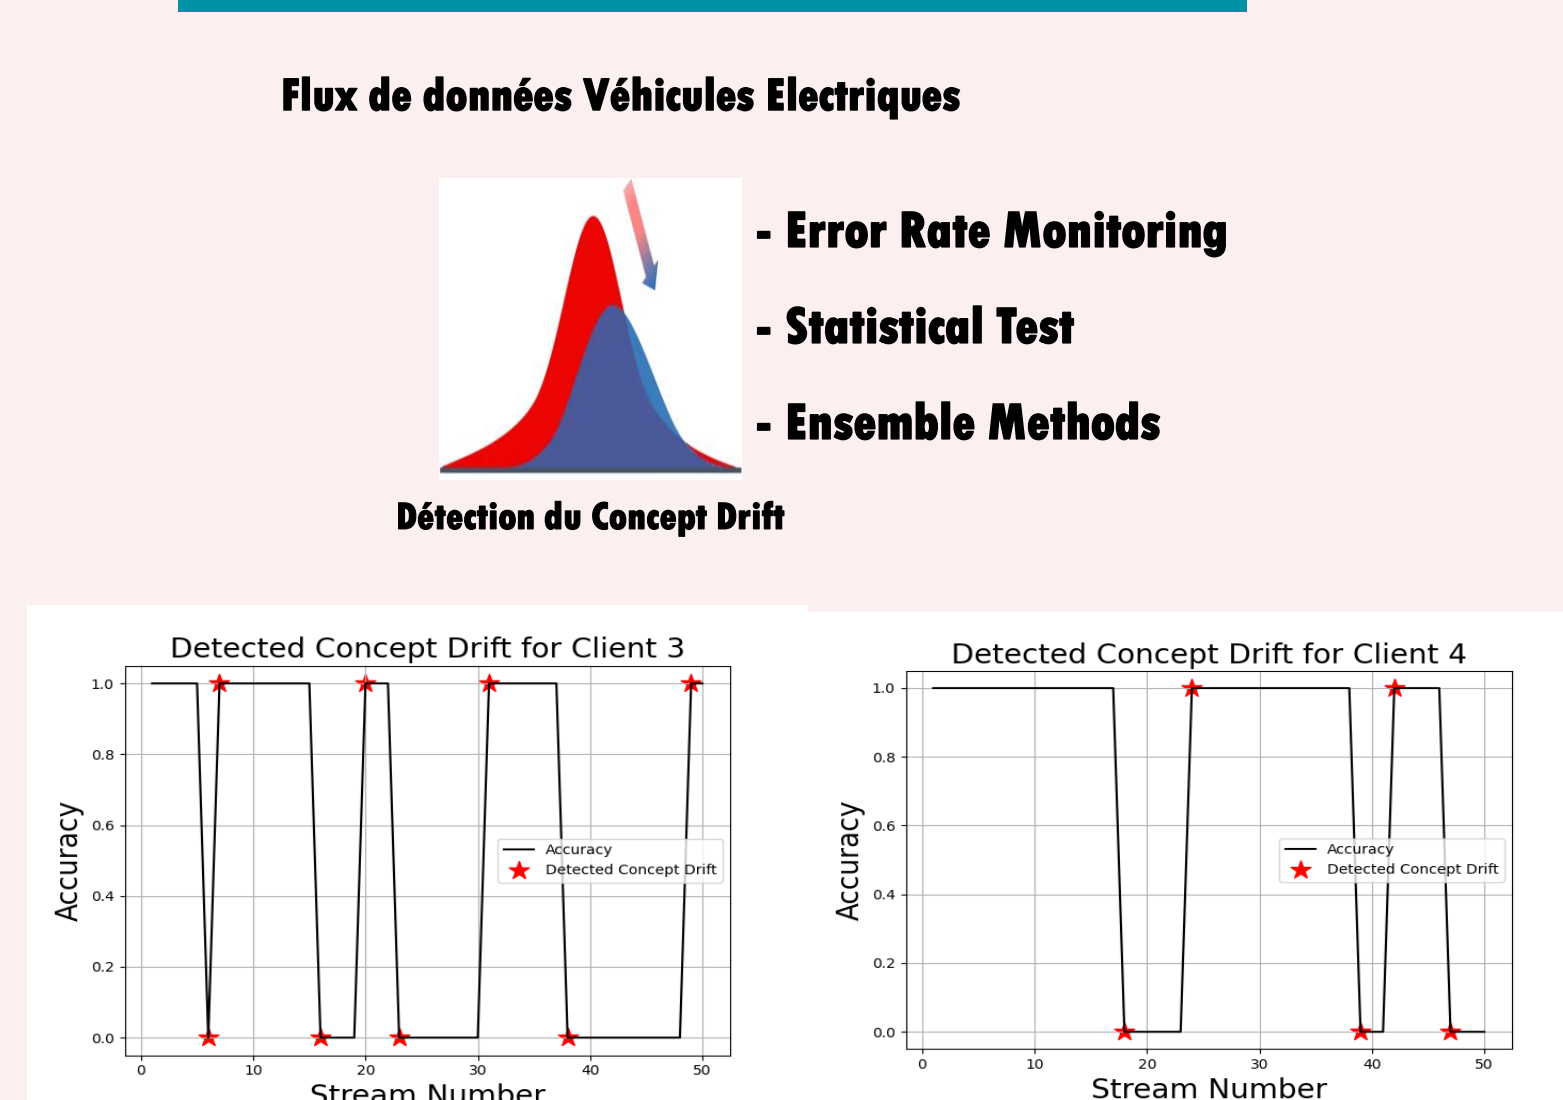 Flux de données Véhicules Electriques
- Error Rate Monitoring
- Statistical Test
- Ensemble Methods
Détection du Concept Drift
Detected Concept Drift for Client 3
1.0
0.8
0.6
0.4
0.2
0.0
Accuracy
Accuracy
Detected Concept Drift
0 10 20 30 40 50
Stream Number
Detected Concept Drift for Client 4
1.0
0.8
0.6
0.4
0.2
0.0
Accuracy
Accuracy
Detected Concept Drift
0 10 20 30 40 50
Stream Number